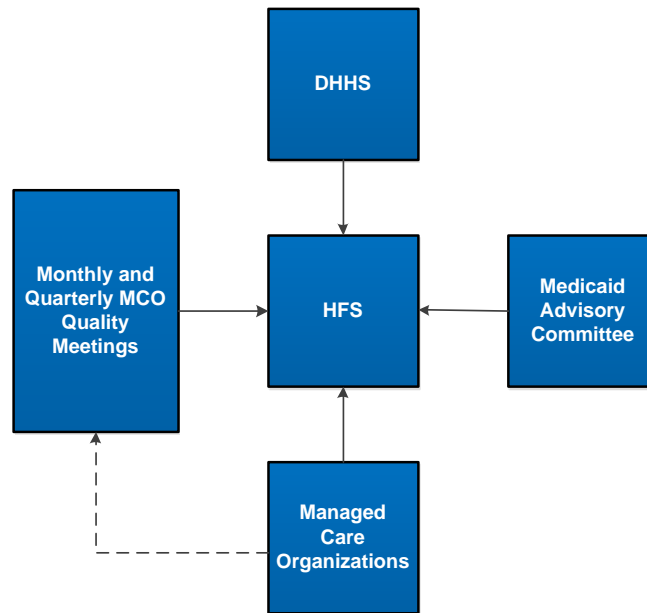 DHHS
Monthly and
Quarterly MCO
Quality
Meetings
HFS
Medicaid
Advisory
Committee
Managed
Care
Organizations